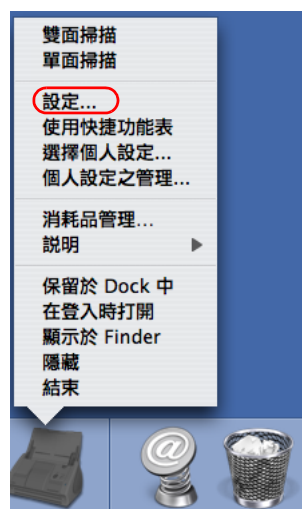 雙面掃描
單面掃描
設定...
使用快捷功能表
選擇個人設定...
個人設定之管理...
消耗品管理...
説明
保留於 Dock 中
在登入時打開
顯示於 Finder
隱藏
結束
@